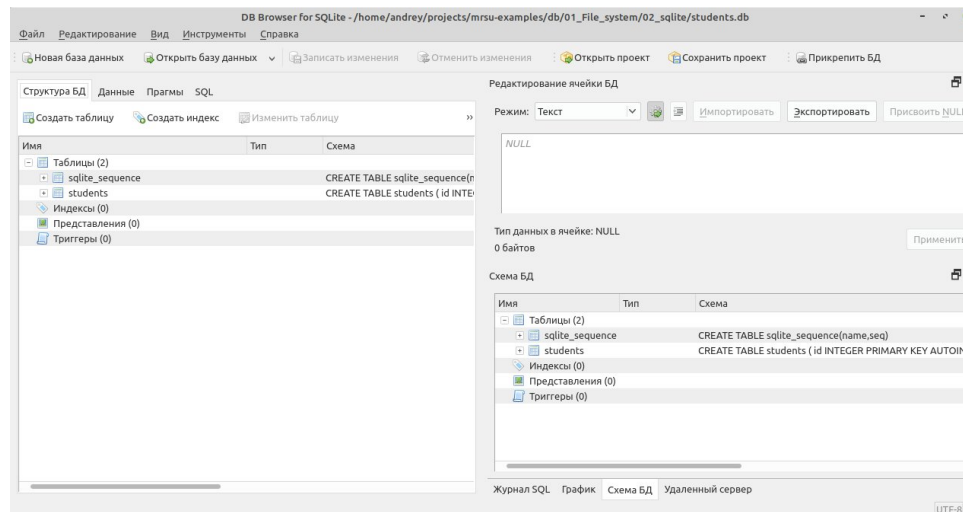 DB Browser for SQLite - /home/andrey/projects/mrsu-examples/db/01_File_system/02_sqlite/students.db
Файл Редактирование Вид Инструменты Справка
Новая база данных Открыть базу данных Записать изменения Отменить изменения Открыть проект Сохранить проект Прикрепить БД
Структура БД Данные Прагмы SQL
Создать таблицу Создать индекс Изменить таблицу »
Имя Тип Схема
Таблицы (2)
sqlite_sequence CREATE TABLE sqlite_sequence(n
students CREATE TABLE students ( id INTE
Индексы (0)
Представления (0)
Триггеры (0)
Редактирование ячейки БД
Режим: Текст Импортировать Экспортировать Присвоить NULL
NULL
Тип данных в ячейке: NULL
0 байтов
Применить
Схема БД
Имя Тип Схема
Таблицы (2)
sqlite_sequence CREATE TABLE sqlite_sequence(name,seq)
students CREATE TABLE students ( id INTEGER PRIMARY KEY AUTOIN
Индексы (0)
Представления (0)
Триггеры (0)
Журнал SQL График Схема БД Удаленный сервер
UTF-8